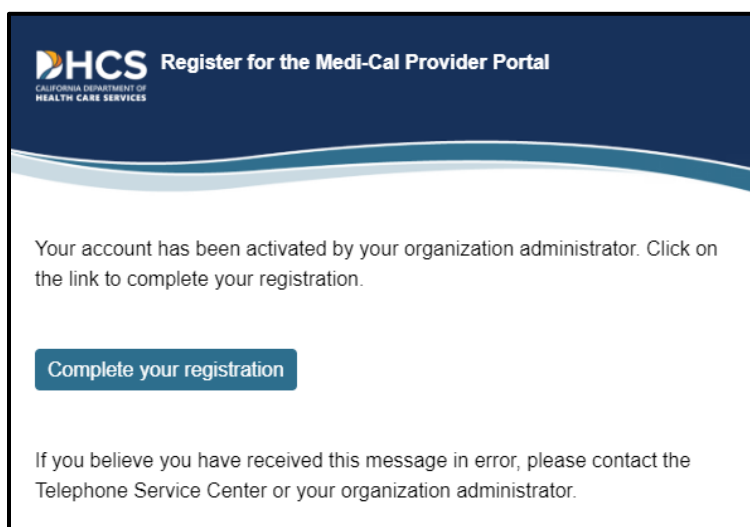 DHCS
CALIFORNIA DEPARTMENT OF
HEALTH CARE SERVICES
Register for the Medi-Cal Provider Portal
Your account has been activated by your organization administrator. Click on
the link to complete your registration.
Complete your registration
If you believe you have received this message in error, please contact the
Telephone Service Center or your organization administrator.